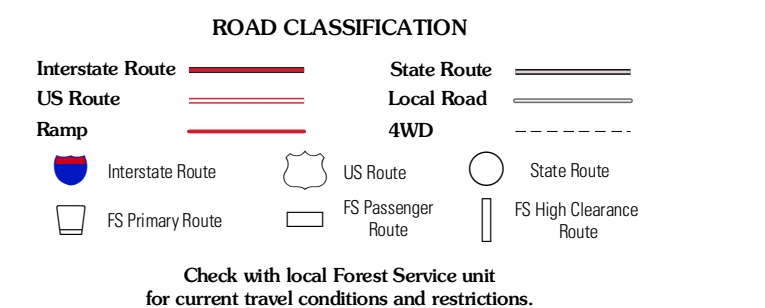 ROAD CLASSIFICATION
Interstate Route
State Route
US Route
Local Road
Ramp
4WD
Interstate Route
US Route
State Route
FS Primary Route
FS Passenger
Route
FS High Clearance
Route
Check with local Forest Service unit
for current travel conditions and restrictions.